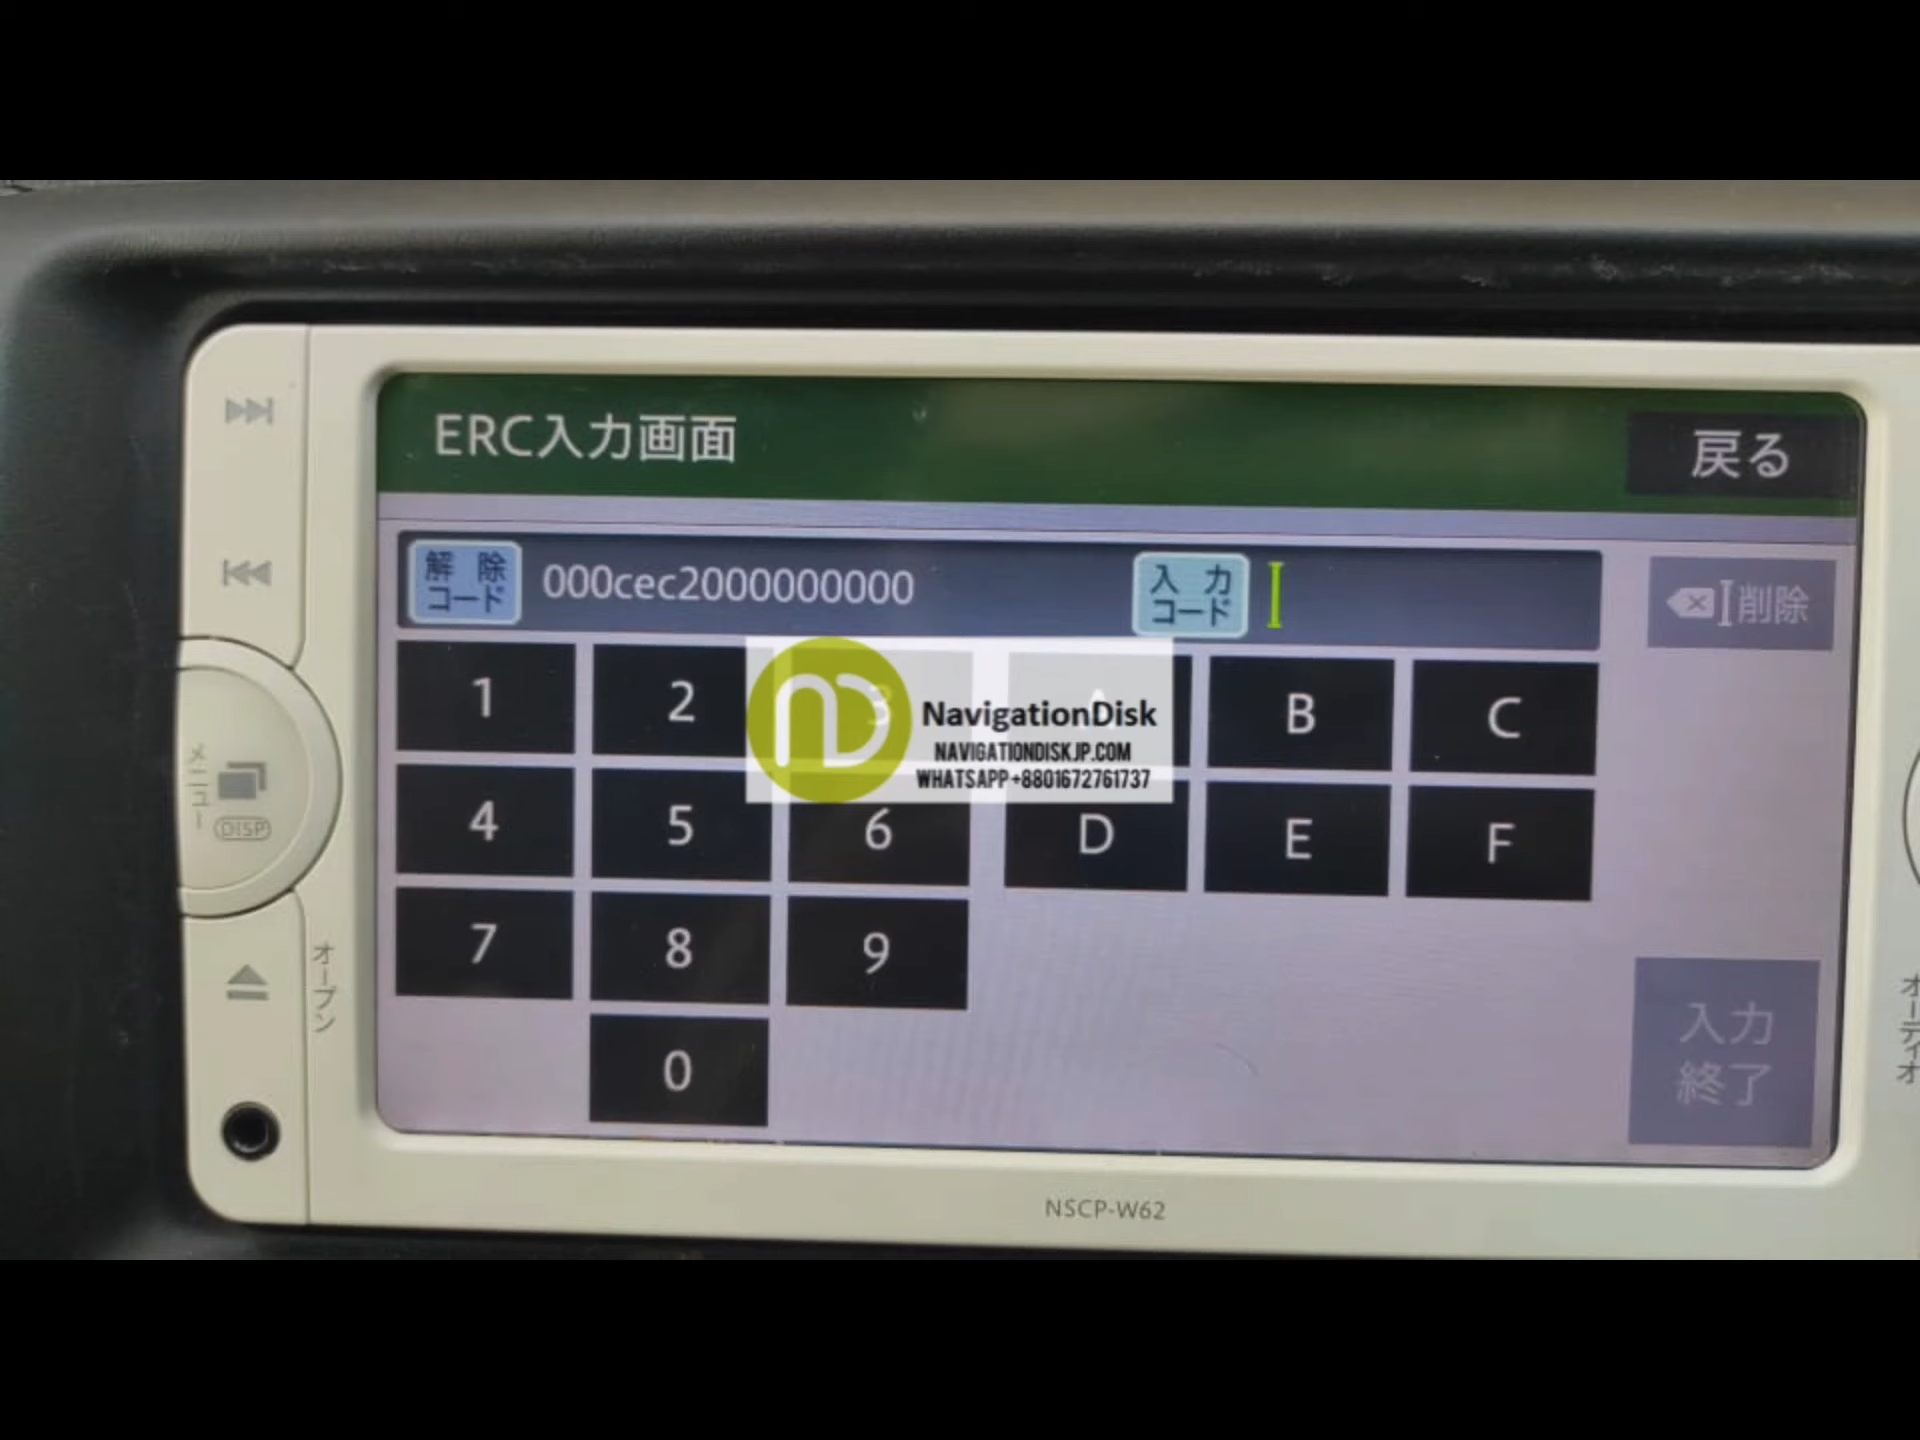 ERC入力画面
戻る
解除
コード
000cec2000000000
入力
コード
削除
1 2 3 A B C
NavigationDisk
NAVIGATIONDISKJP.COM
WHATSAPP +8801672761737
4 5 6 D E F
7 8 9
0
入力
終了
メニュー
DISP
オープン
オーディオ
NSCP-W62